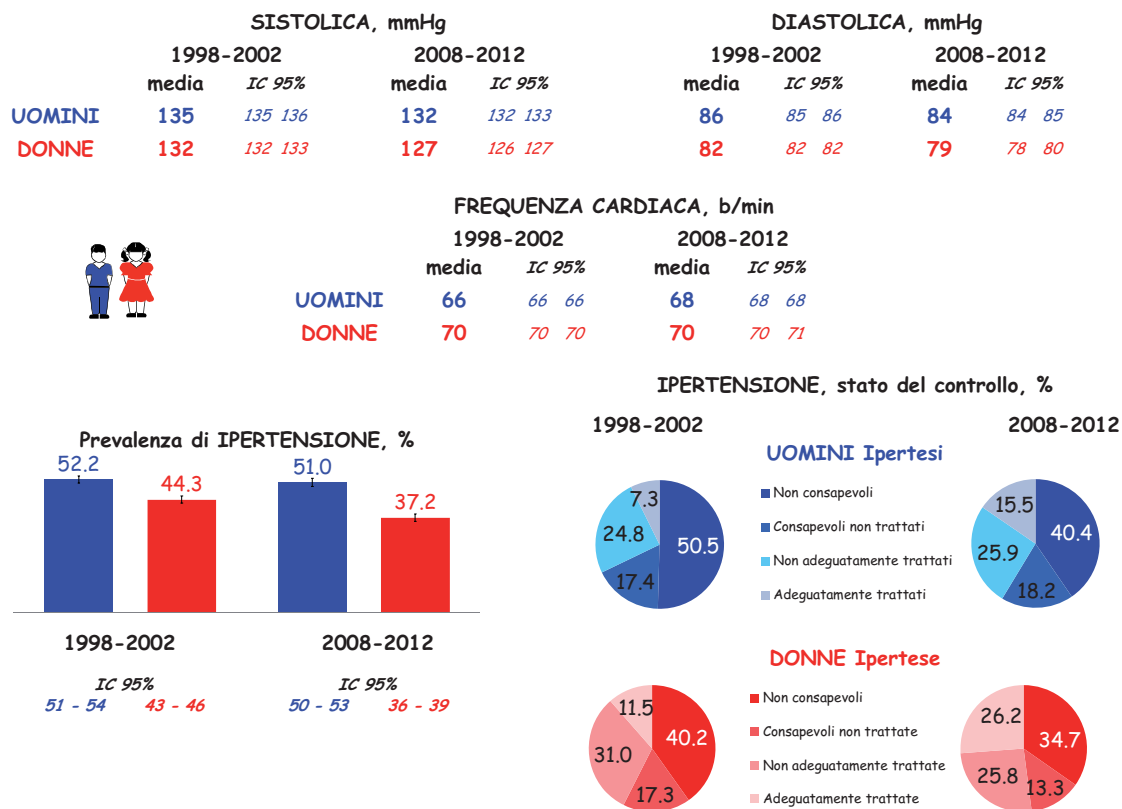 SISTOLICA, mmHg
DIASTOLICA, mmHg
1998-2002 2008-2012 1998-2002 2008-2012
media IC 95% media IC 95% media IC 95% media IC 95%
UOMINI 135 135 136 132 132 133 86 85 86 84 84 85
DONNE 132 132 133 127 126 127 82 82 82 79 78 80
FREQUENZA CARDIACA, b/min
1998-2002 2008-2012
media IC 95% media IC 95%
UOMINI 66 66 66 68 68 68
DONNE 70 70 70 70 70 71
Prevalenza di IPERTENSIONE, %
52.2
44.3
51.0
37.2
1998-2002 2008-2012
IC 95% IC 95%
51 - 54 43 - 46 50 - 53 36 - 39
IPERTENSIONE, stato del controllo, %
1998-2002 2008-2012
UOMINI Ipertesi
7.3
24.8
50.5
17.4
Non consapevoli
Consapevoli non trattati
Non adeguatamente trattati
Adeguatamente trattati
15.5
40.4
25.9
18.2
DONNE Ipertese
11.5
40.2
31.0
17.3
Non consapevoli
Consapevoli non trattate
Non adeguatamente trattate
Adeguatamente trattate
26.2
34.7
25.8
13.3